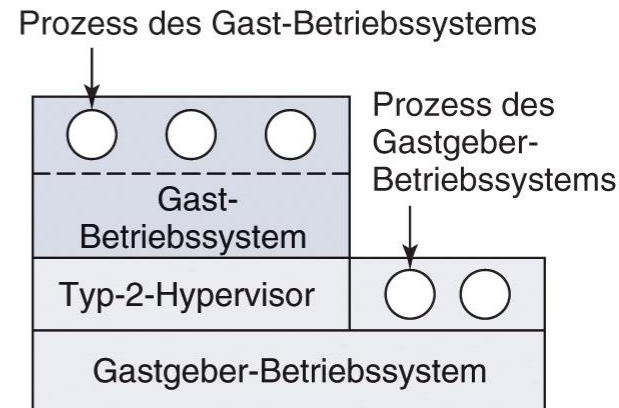 Prozess des Gast-Betriebssystems
Prozess des
Gastgeber-
Betriebssystems
Gast-
Betriebssystem
Typ-2-Hypervisor
Gastgeber-Betriebssystem